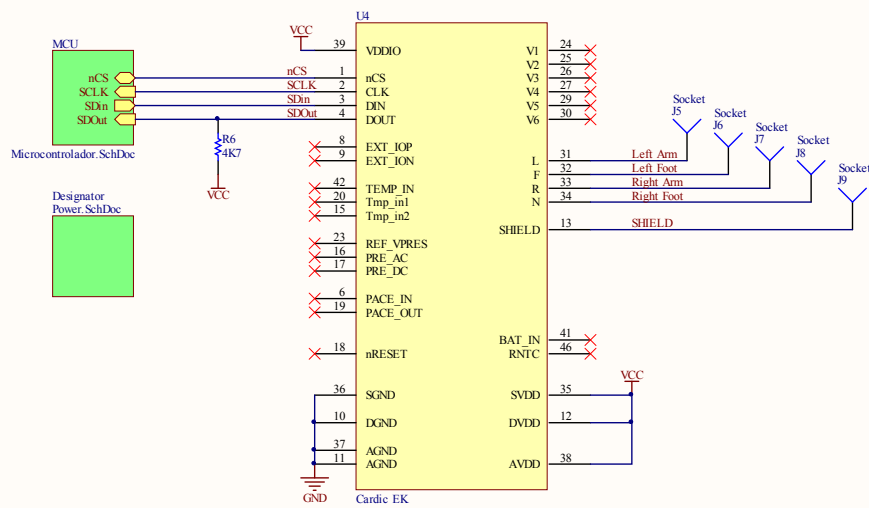 U4
MCU
VCC
39 VDDIO
nCS nCS 1 nCS
SCLK SCLK 2 CLK
SDin SDin 3 DIN
SDOut SDOut 4 DOUT
Microcontrolador.SchDoc
R6
4K7
VCC
8 EXT_IOP
9 EXT_ION
42 TEMP_IN
20 Tmp_in1
15 Tmp_in2
Designator
Power.SchDoc
23 REF_VPRES
16 PRE_AC
17 PRE_DC
6 PACE_IN
19 PACE_OUT
18 nRESET
36 SGND
10 DGND
37 AGND
11 AGND
GND
V1 24
V2 25
V3 26
V4 27
V5 29
V6 30
L 31 Left Arm
F 32 Left Foot
R 33 Right Arm
N 34 Right Foot
SHIELD 13 SHIELD
Socket
J5
Socket
J6
Socket
J7
Socket
J8
Socket
J9
BAT_IN 41
RNTC 46
VCC
SVDD 35
DVDD 12
AVDD 38
Cardic EK